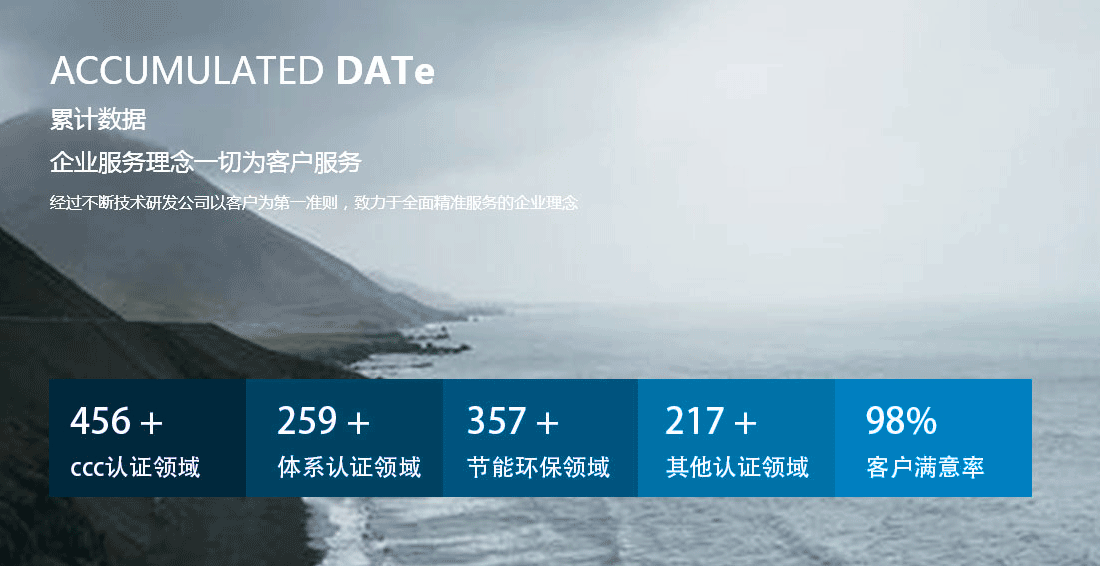 ACCUMULATED DATe
累计数据
企业服务理念一切为客户服务
经过不断技术研发公司以客户为第一准则，致力于全面精准服务的企业理念
456 +
ccc认证领域
259 +
体系认证领域
357 +
节能环保领域
217 +
其他认证领域
98%
客户满意率